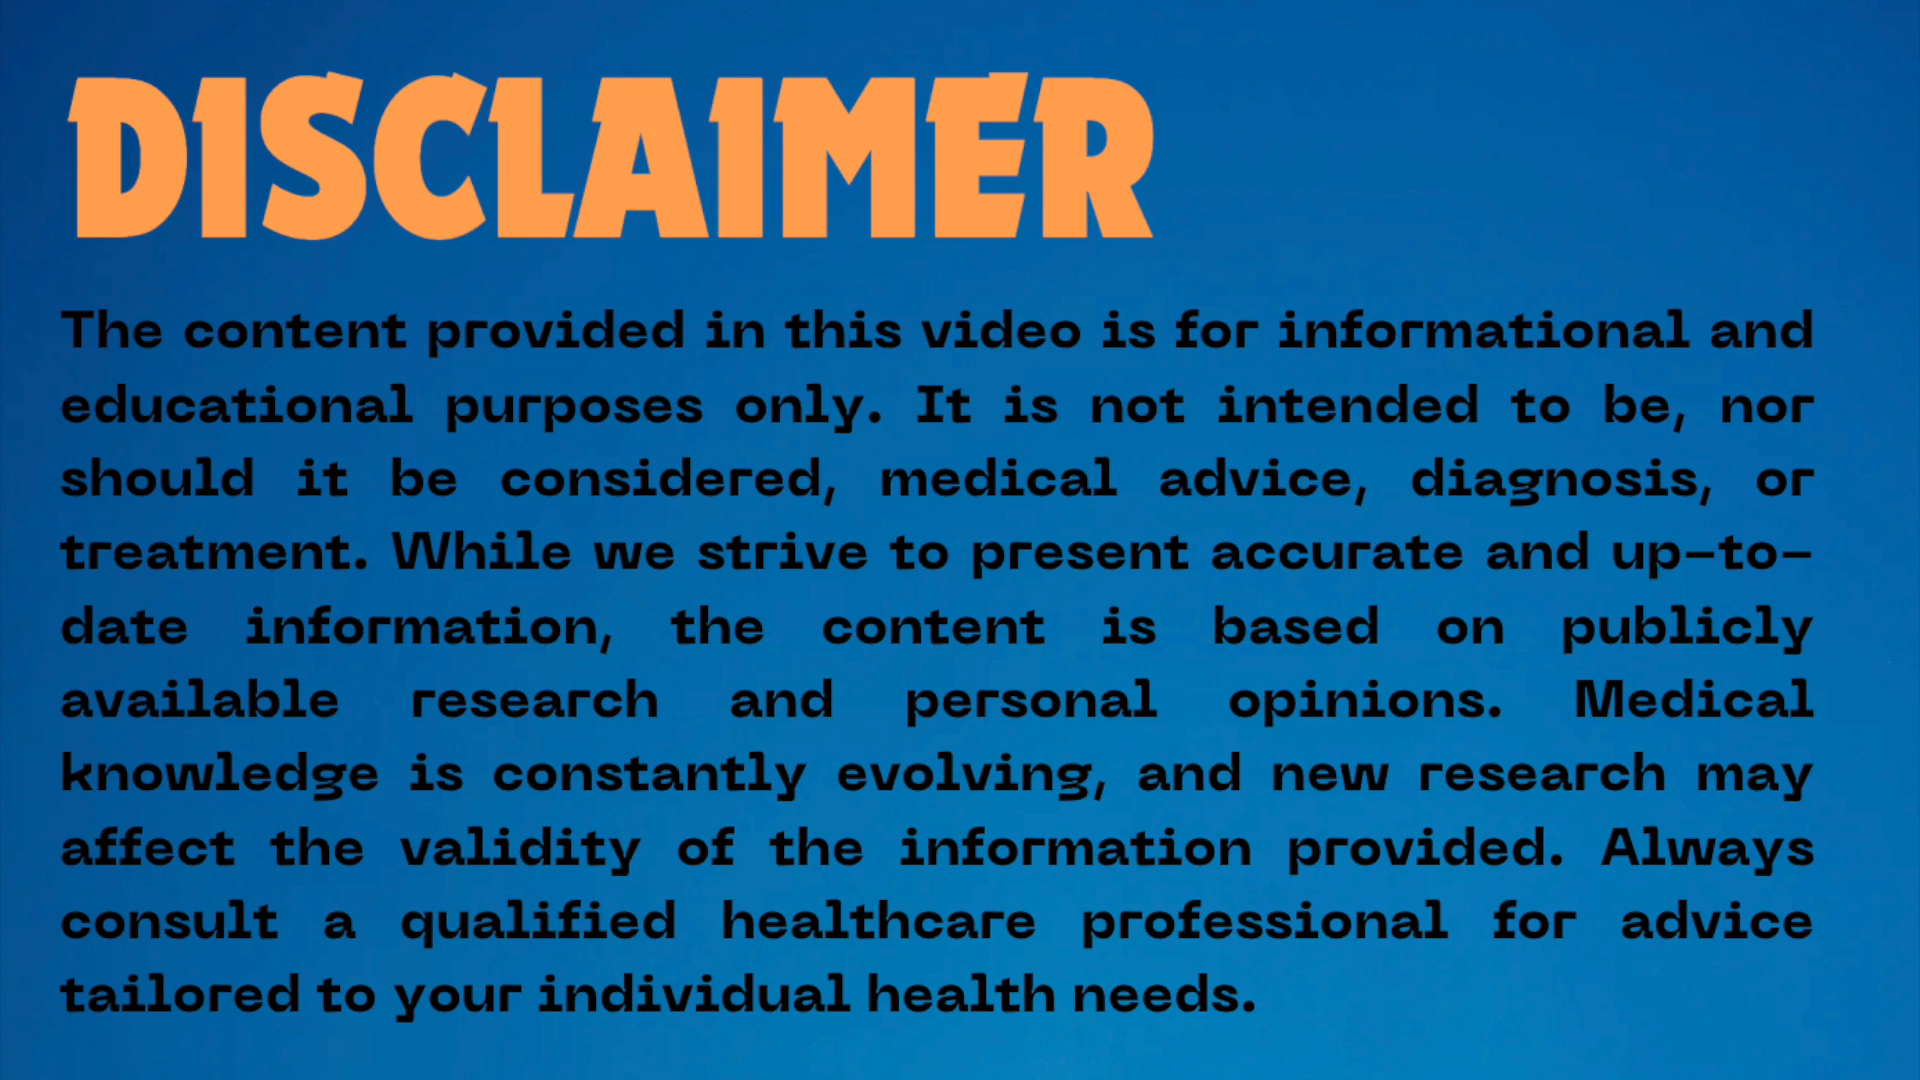 DISCLAIMER
The content provided in this video is for informational and
educational purposes only. It is not intended to be, nor
should it be considered, medical advice, diagnosis, or
treatment. While we strive to present accurate and up-to-
date information, the content is based on publicly
available research and personal opinions. Medical
knowledge is constantly evolving, and new research may
affect the validity of the information provided. Always
consult a qualified healthcare professional for advice
tailored to your individual health needs.